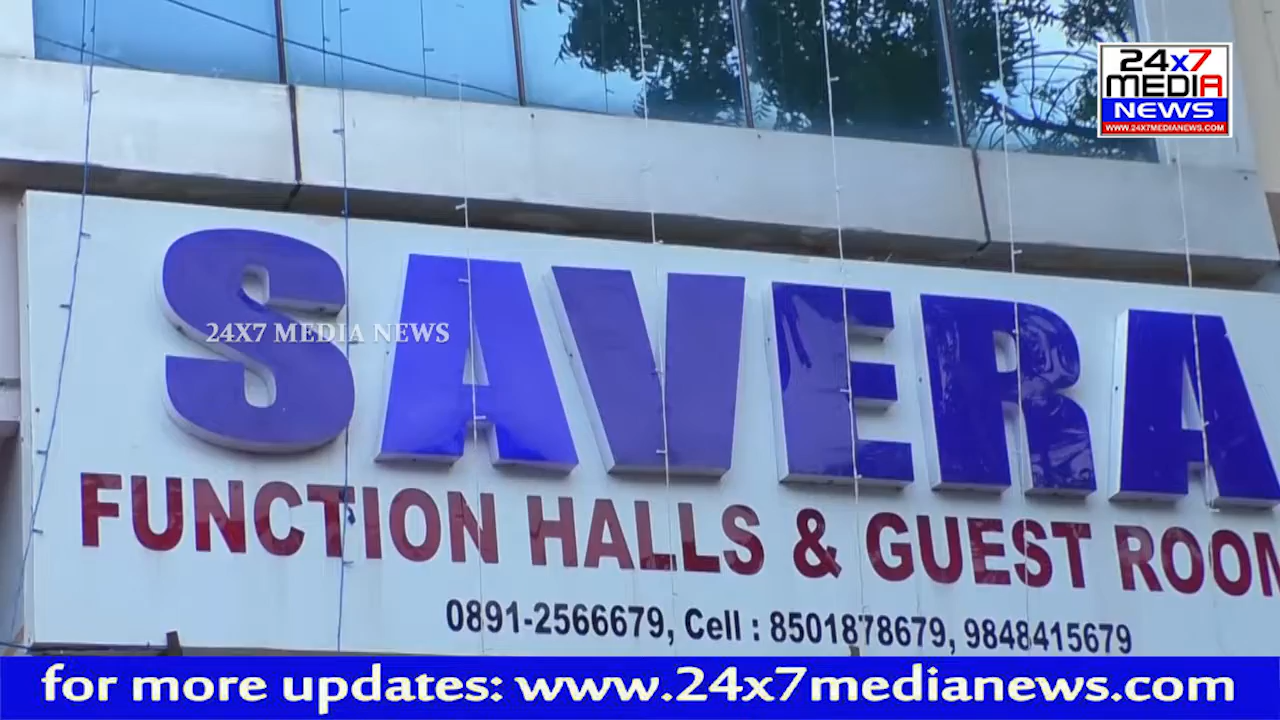 24x7
MEDIA
NEWS
WWW.24X7MEDIANEWS.COM
SAVERA
24X7 MEDIA NEWS
FUNCTION HALLS & GUEST ROOM
0891-2566679, Cell : 8501878679, 9848415679
for more updates: www.24x7medianews.com